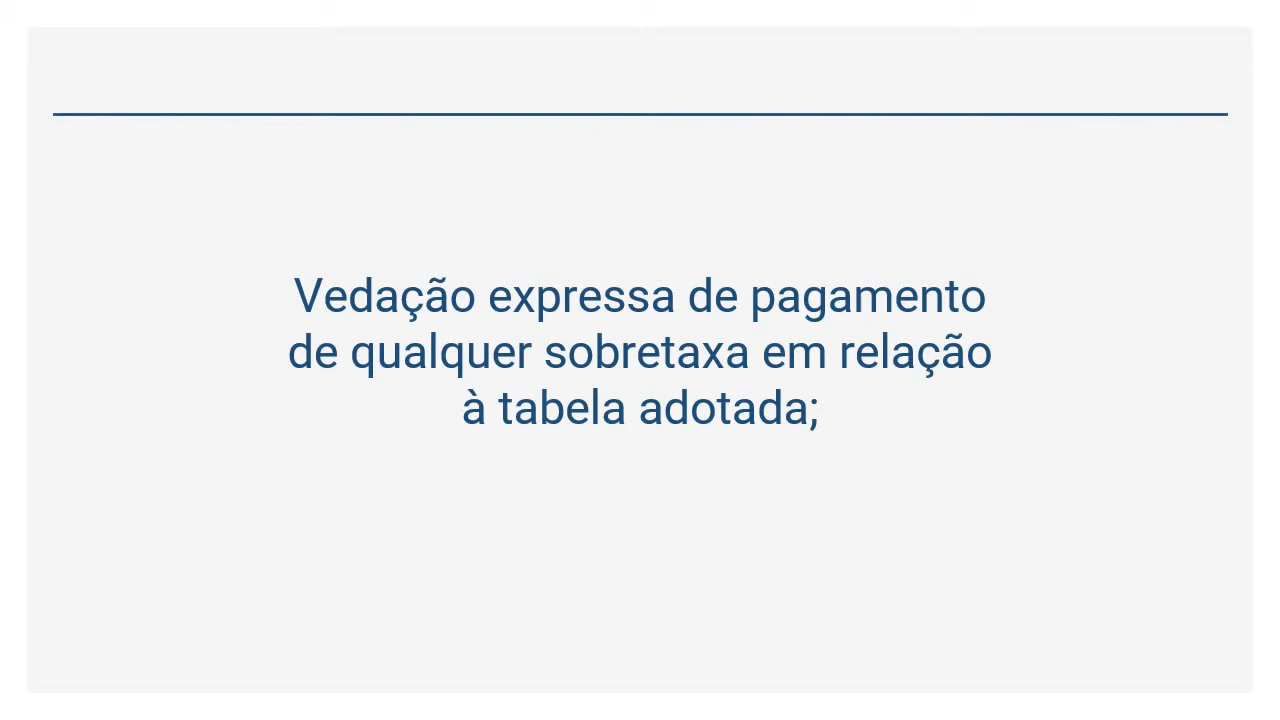 Vedação expressa de pagamento
de qualquer sobretaxa em relação
à tabela adotada;